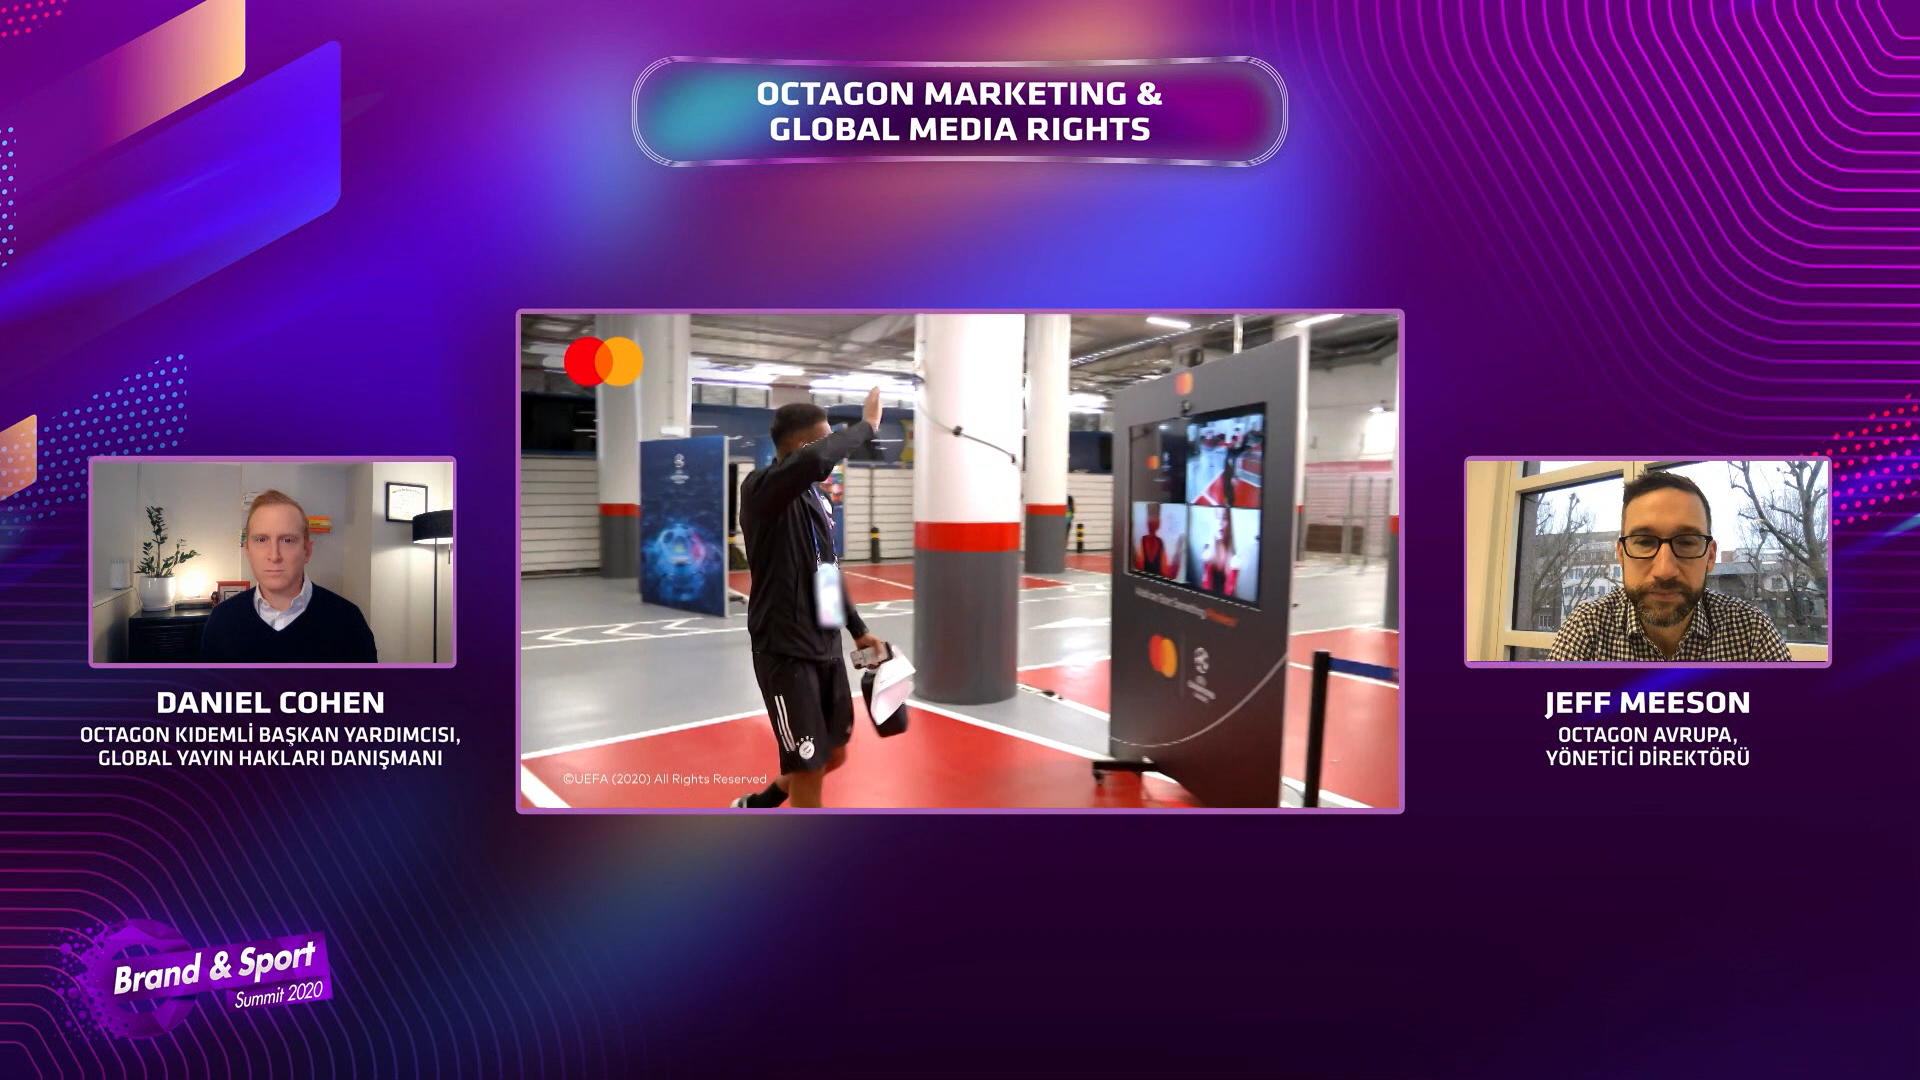 OCTAGON MARKETING &
GLOBAL MEDIA RIGHTS
©UEFA (2020) All Rights Reserved
DANIEL COHEN
OCTAGON KIDEMLİ BAŞKAN YARDIMCISI,
GLOBAL YAYIN HAKLARI DANIŞMANI
JEFF MEESON
OCTAGON AVRUPA,
YÖNETİCİ DİREKTÖRÜ
Brand & Sport
Summit 2020